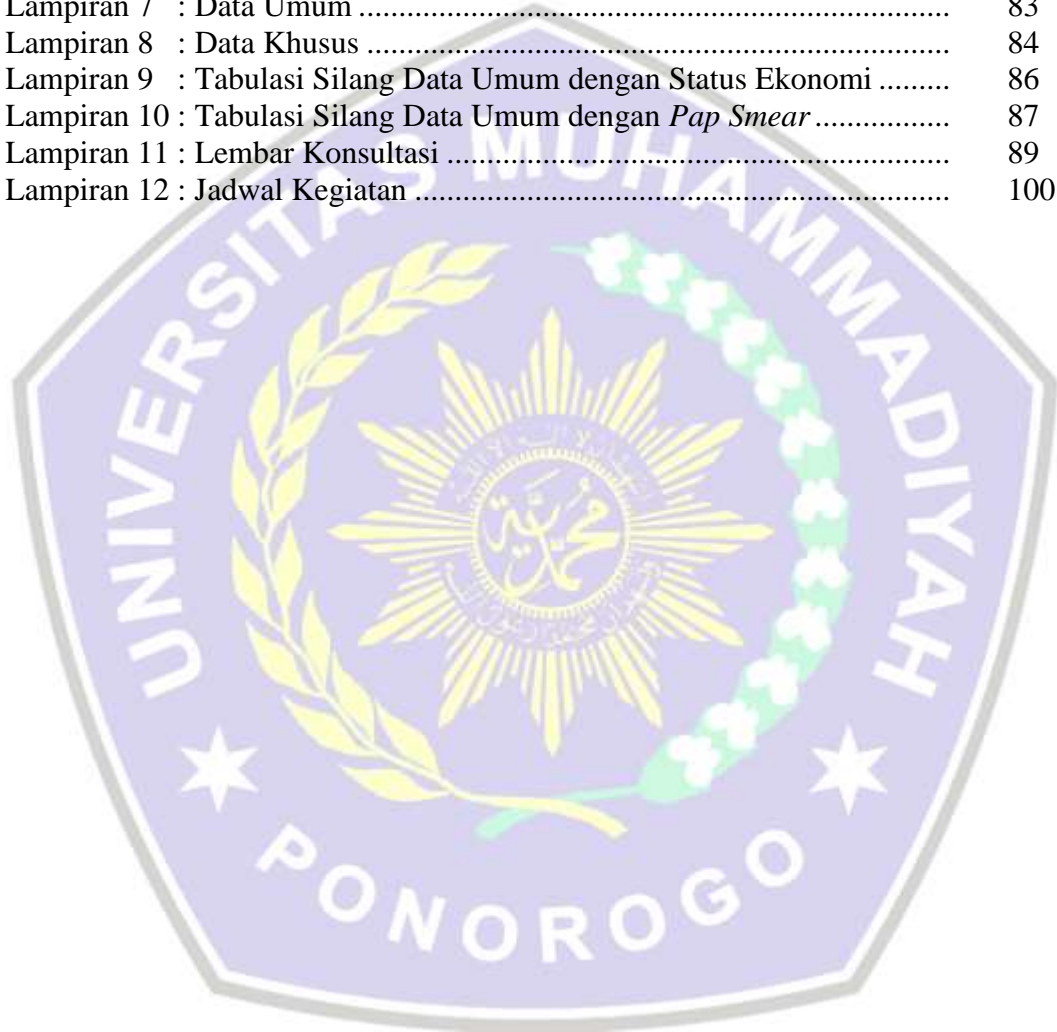 Lampiran 7 : Data Umum ........................................................................... 83
Lampiran 8 : Data Khusus .......................................................................... 84
Lampiran 9 : Tabulasi Silang Data Umum dengan Status Ekonomi ......... 86
Lampiran 10 : Tabulasi Silang Data Umum dengan Pap Smear ................. 87
Lampiran 11 : Lembar Konsultasi ................................................................ 89
Lampiran 12 : Jadwal Kegiatan .................................................................... 100
UNIVERSITAS MUHAMMADIYAH
PONOROGO
محمدية